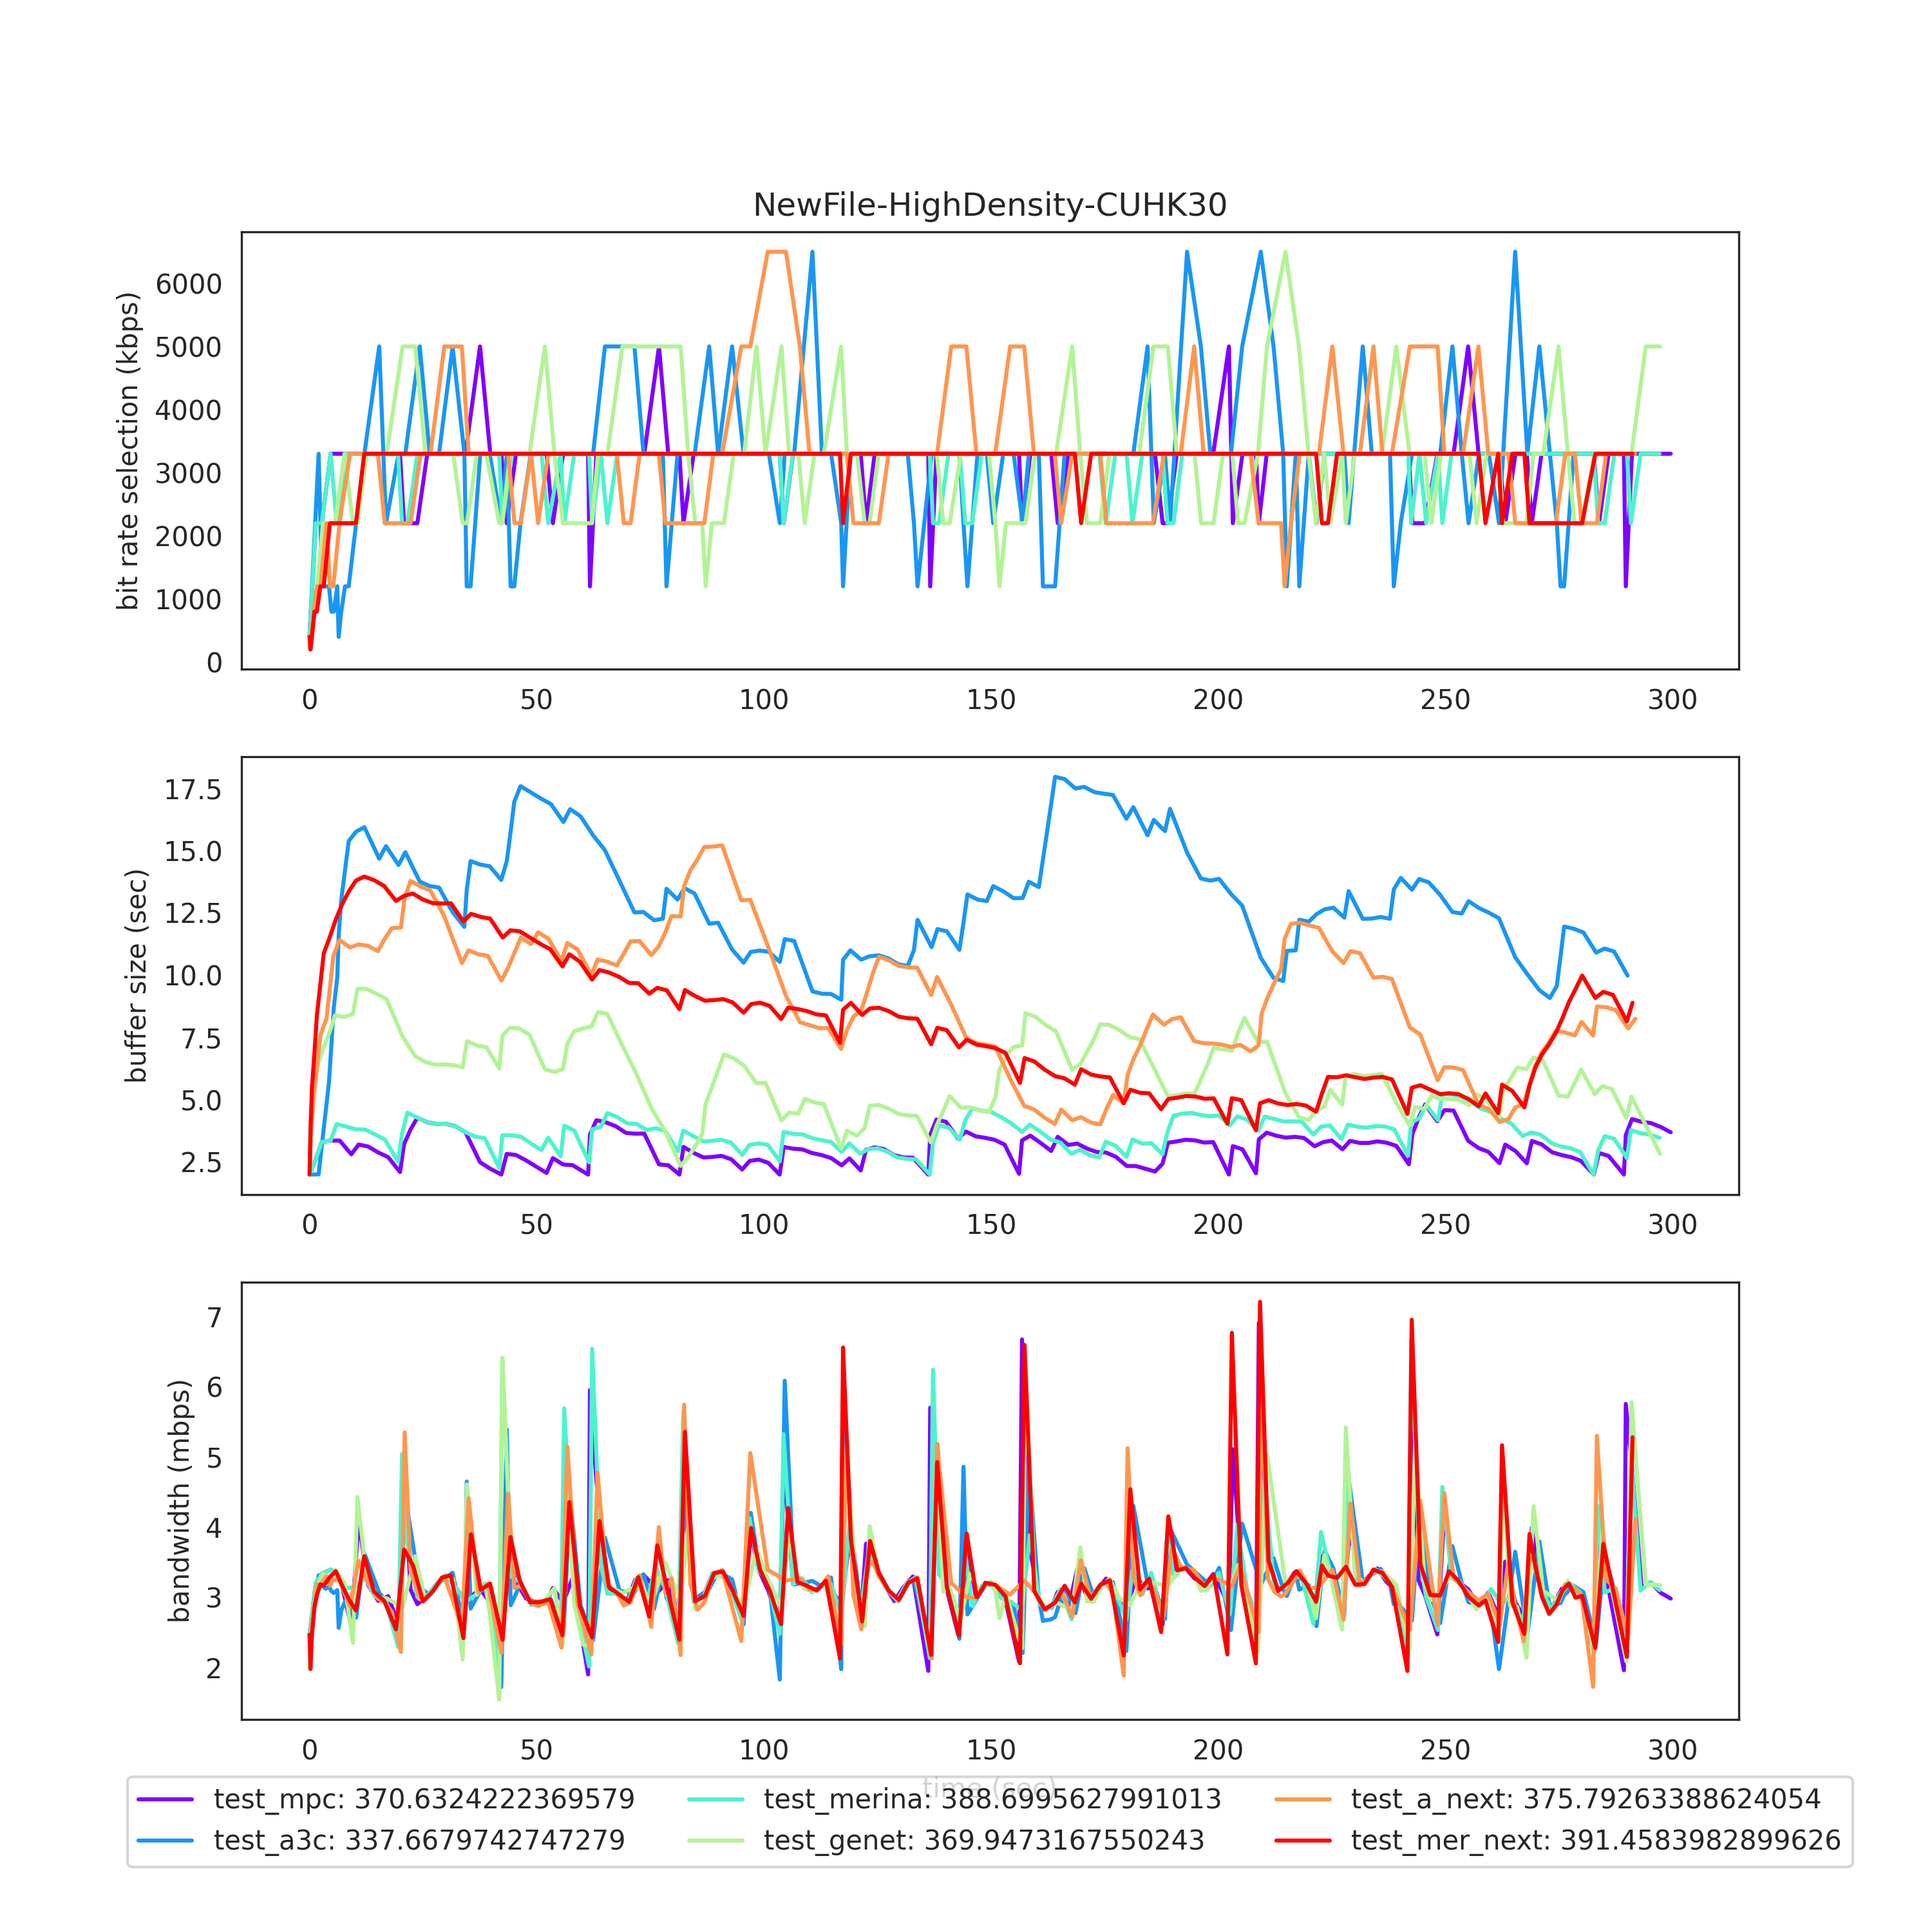 NewFile-HighDensity-CUHK30
bit rate selection (kbps)
6000
5000
4000
3000
2000
1000
0
0 50 100 150 200 250 300
buffer size (sec)
17.5
15.0
12.5
10.0
7.5
5.0
2.5
0 50 100 150 200 250 300
bandwidth (mbps)
7
6
5
4
3
2
0 50 100 150 200 250 300
time (sec)
test_mpc: 370.6324222369579
test_a3c: 337.6679742747279
test_merina: 388.6995627991013
test_genet: 369.9473167550243
test_a_next: 375.79263388624054
test_mer_next: 391.4583982899626